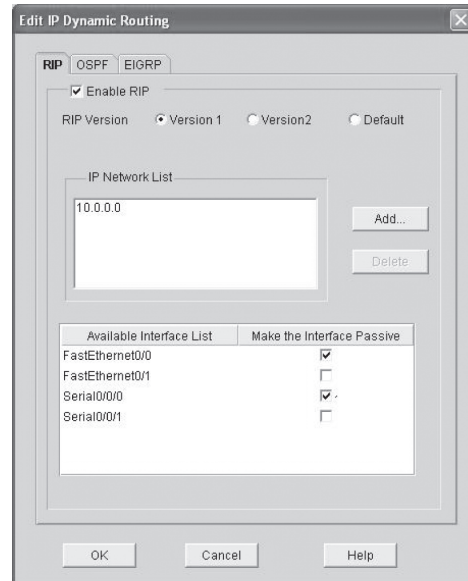 Edit IP Dynamic Routing
RIP OSPF EIGRP
Enable RIP
RIP Version Version 1 Version2 Default
IP Network List
10.0.0.0
Add...
Delete
Available Interface List Make the Interface Passive
FastEthernet0/0
FastEthernet0/1
Serial0/0/0
Serial0/0/1
OK Cancel Help